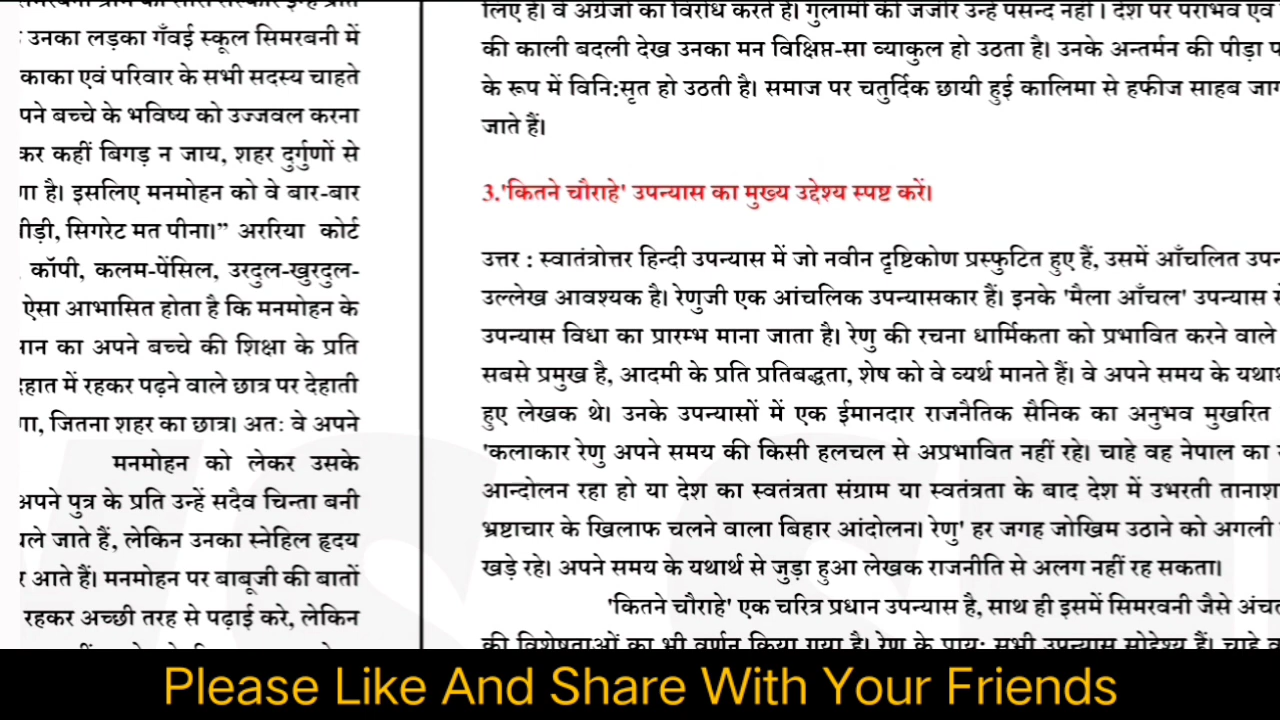 उनका लड़का गँवई स्कूल सिमरबनी में
काका एवं परिवार के सभी सदस्य चाहते
पने बच्चे के भविष्य को उज्जवल करना
कर कहीं बिगड़ न जाय, शहर दुर्गुणों से
है। इसलिए मनमोहन को वे बार-बार
सिगरेट मत पीना।” अररिया कोर्ट
कॉपी, कलम-पेंसिल, उरदुल-खुरदुल-
ऐसा आभासित होता है कि मनमोहन के
का अपने बच्चे की शिक्षा के प्रति
में रहकर पढ़ने वाले छात्र पर देहाती
जितना शहर का छात्र। अतः वे अपने
मनमोहन को लेकर उसके
अपने पुत्र के प्रति उन्हें सदैव चिन्ता बनी
जाते हैं, लेकिन उनका स्नेहिल हृदय
आते हैं। मनमोहन पर बाबूजी की बातों
रहकर अच्छी तरह से पढ़ाई करे, लेकिन
लिए है। वे अंग्रेजों का विरोध करते हैं। गुलामी की जंजीर उन्हें पसन्द नहीं। देश पर पराभव एवं
की काली बदली देख उनका मन विक्षिप्त-सा व्याकुल हो उठता है। उनके अन्तर्मन की पीड़ा
के रूप में विनि:सृत हो उठती है। समाज पर चतुर्दिक छायी हुई कालिमा से हफीज साहब
जाते हैं।
3.'कितने चौराहे' उपन्यास का मुख्य उद्देश्य स्पष्ट करें।
उत्तर : स्वातंत्रोत्तर हिन्दी उपन्यास में जो नवीन दृष्टिकोण प्रस्फुटित हुए हैं, उसमें आँचलित
उल्लेख आवश्यक है। रेणुजी एक आंचलिक उपन्यासकार हैं। इनके 'मैला आँचल' उपन्यास
उपन्यास विधा का प्रारम्भ माना जाता है। रेणु की रचना धार्मिकता को प्रभावित करने वाले
सबसे प्रमुख है, आदमी के प्रति प्रतिबद्धता, शेष को वे व्यर्थ मानते हैं। वे अपने समय के
हुए लेखक थे। उनके उपन्यासों में एक ईमानदार राजनैतिक सैनिक का अनुभव मुखरित
'कलाकार रेणु अपने समय की किसी हलचल से अप्रभावित नहीं रहे। चाहे वह नेपाल का
आन्दोलन रहा हो या देश का स्वतंत्रता संग्राम या स्वतंत्रता के बाद देश में उभरती
भ्रष्टाचार के खिलाफ चलने वाला बिहार आंदोलन। रेणु' हर जगह जोखिम उठाने को अगली
खड़े रहे। अपने समय के यथार्थ से जुड़ा हुआ लेखक राजनीति से अलग नहीं रह सकता।
'कितने चौराहे' एक चरित्र प्रधान उपन्यास है, साथ ही इसमें सिमरवनी जैसे
की विशेषताओं का भी वर्णन किया गया है। रेणु के प्राय: सभी उपन्यास सोद्देश्य हैं। चाहे
Please Like And Share With Your Friends